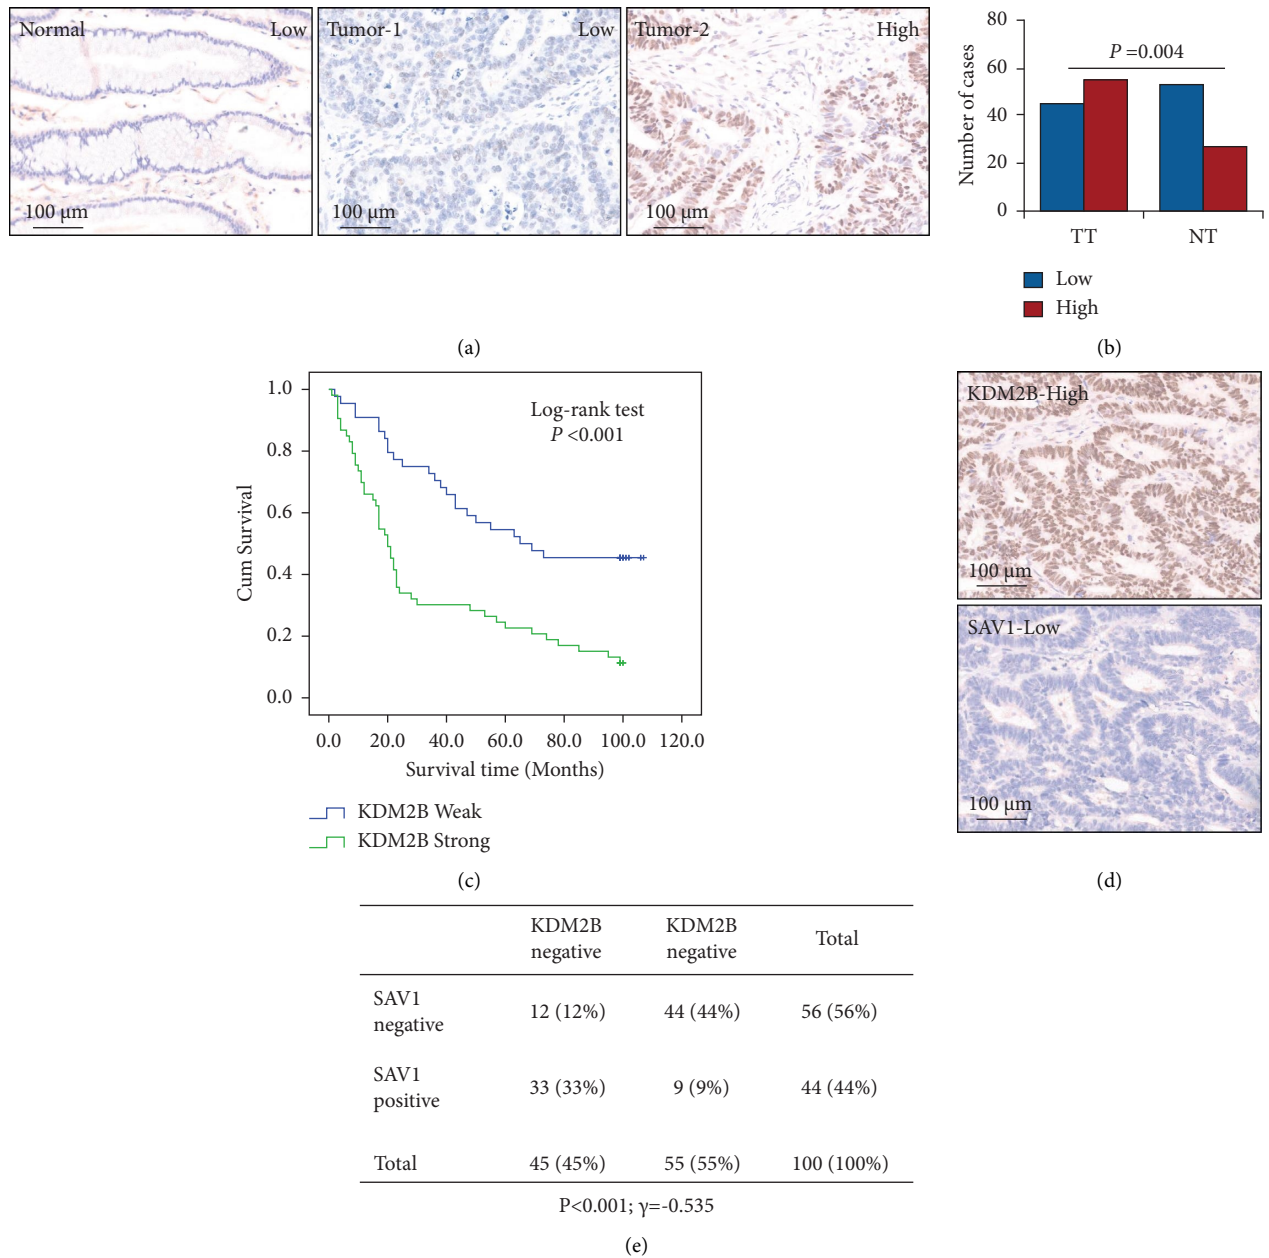 Normal Low
Tumor-1 Low
Tumor-2 High
100 µm
100 µm
100 µm
(a)
80
60
40
20
0
Number of cases
P =0.004
TT NT
Low
High
(b)
1.0
0.8
0.6
0.4
0.2
0.0
Cum Survival
Log-rank test
P <0.001
0.0 20.0 40.0 60.0 80.0 100.0 120.0
Survival time (Months)
KDM2B Weak
KDM2B Strong
(c)
KDM2B-High
100 µm
SAV1-Low
100 µm
(d)
KDM2B negative KDM2B negative Total
SAV1 negative 12 (12%) 44 (44%) 56 (56%)
SAV1 positive 33 (33%) 9 (9%) 44 (44%)
Total 45 (45%) 55 (55%) 100 (100%)
P<0.001; γ=-0.535
(e)